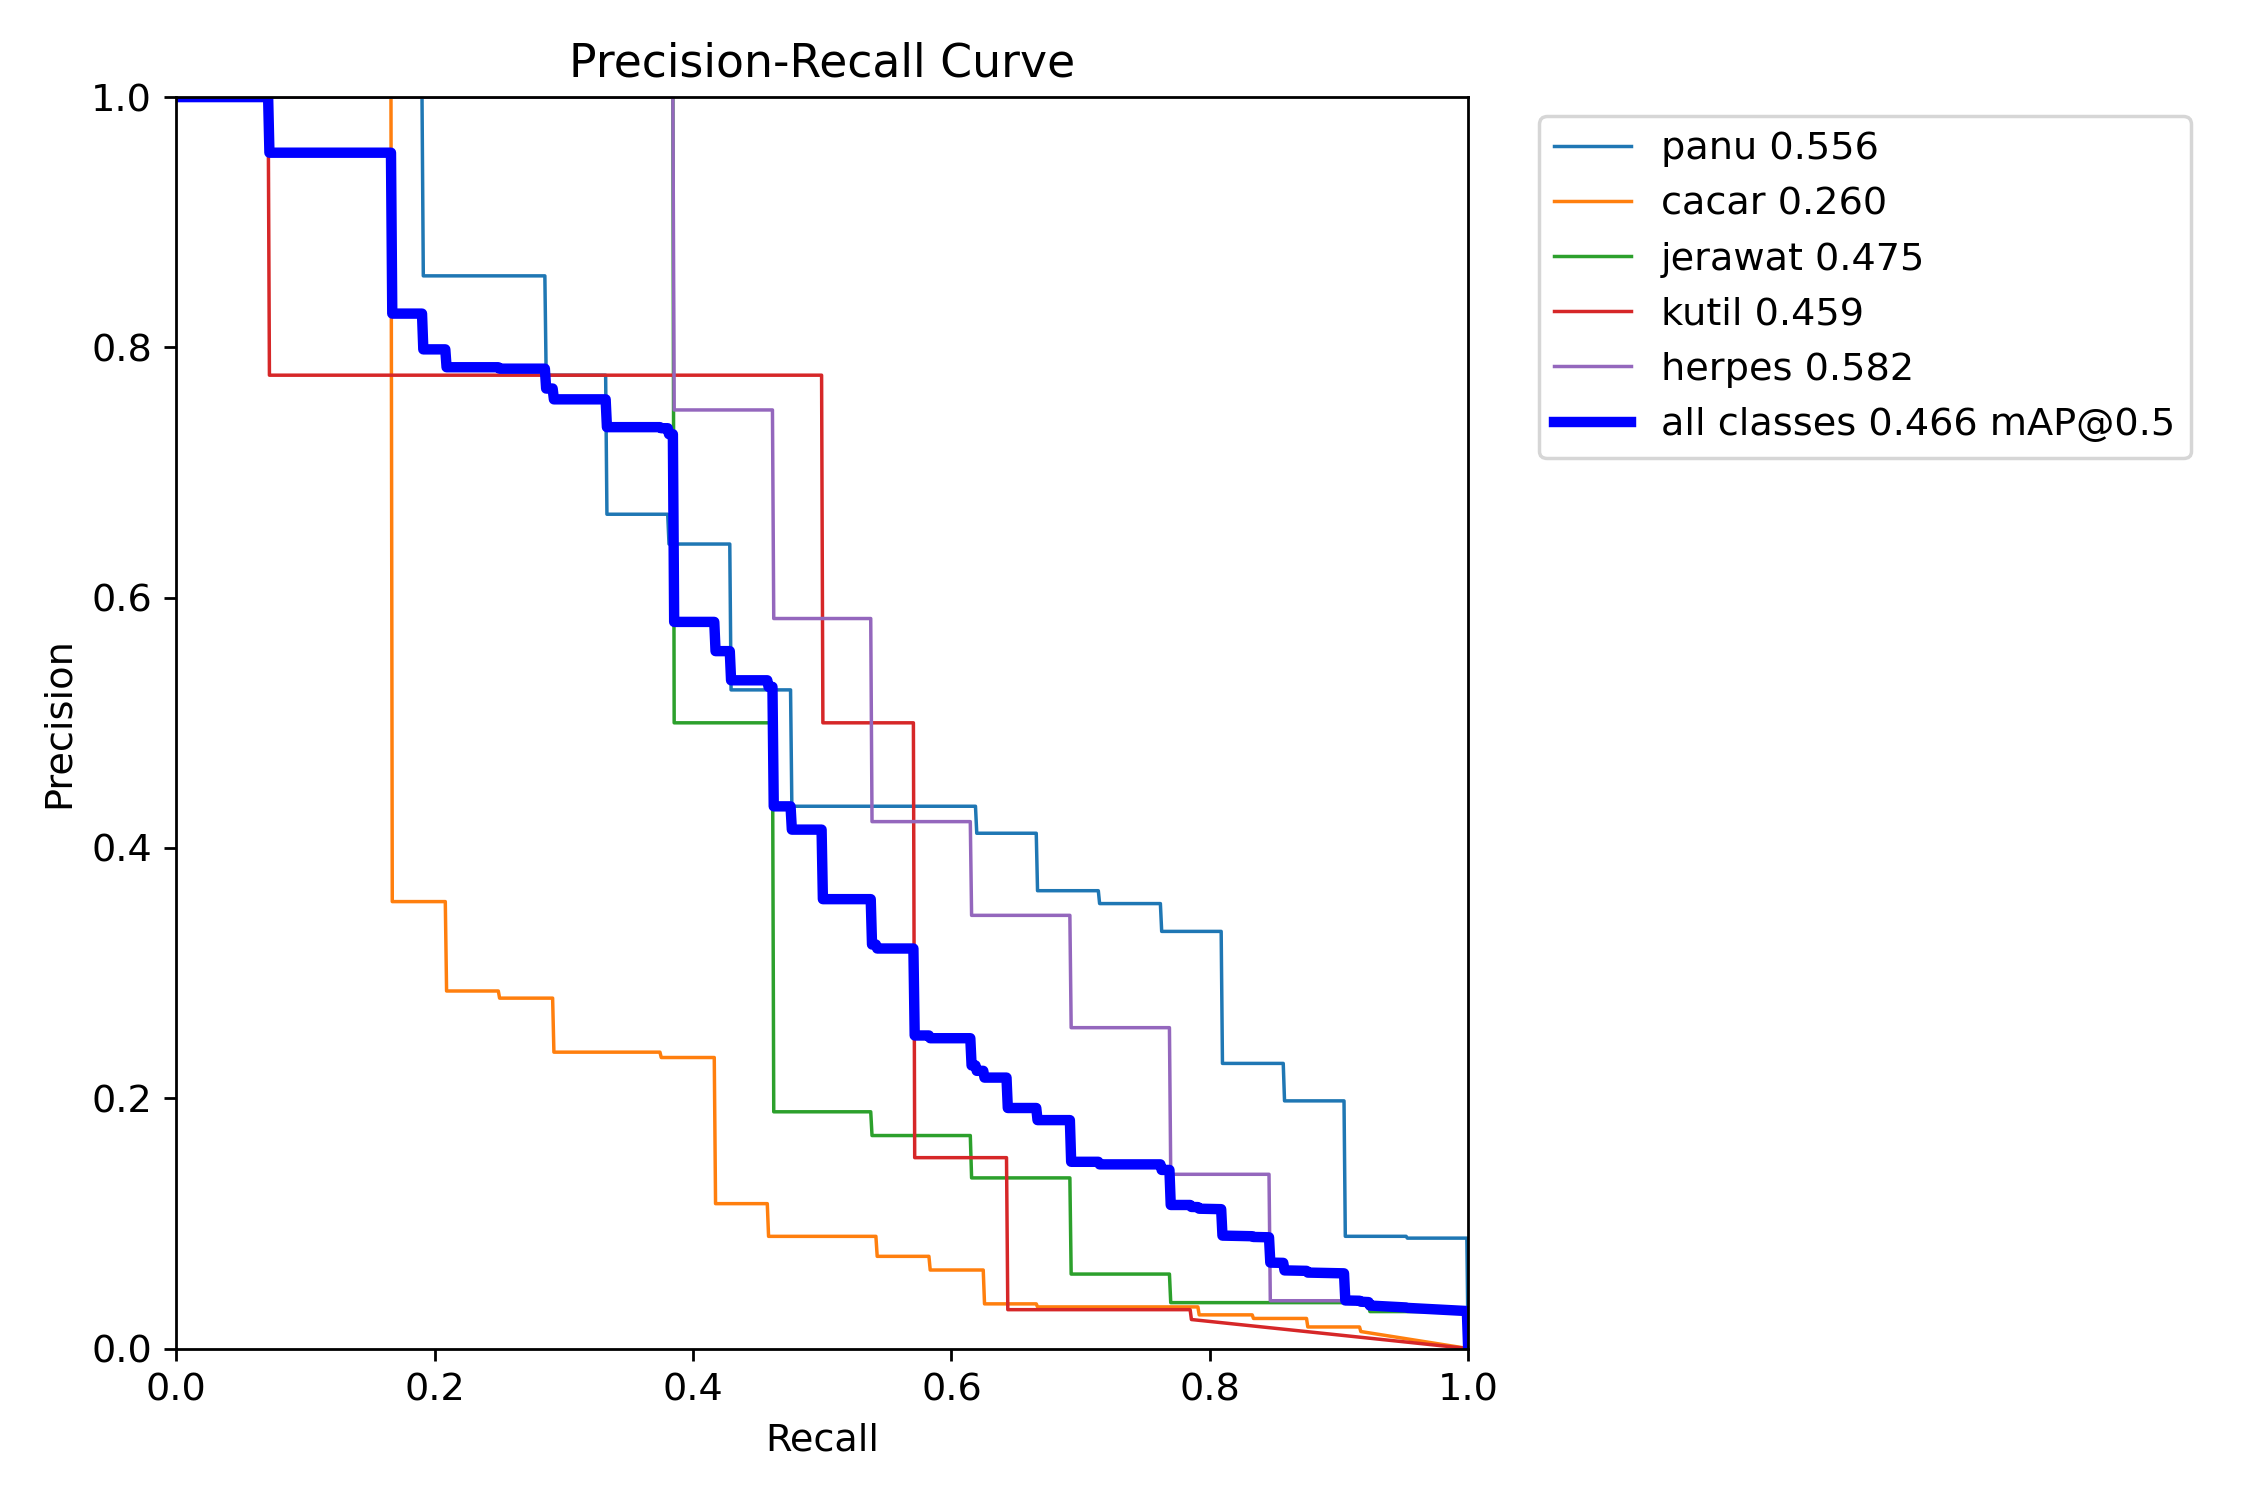 Precision-Recall Curve
1.0
0.8
0.6
0.4
0.2
0.0
Precision
0.0 0.2 0.4 0.6 0.8 1.0
Recall
panu 0.556
cacar 0.260
jerawat 0.475
kutil 0.459
herpes 0.582
all classes 0.466 mAP@0.5